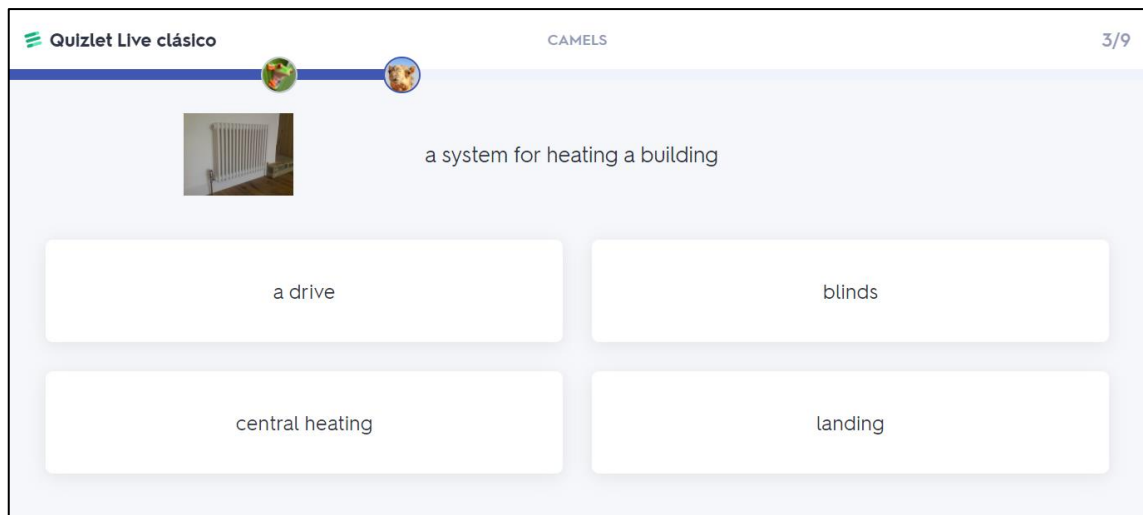 Quizlet Live clásico
CAMELS
3/9
a system for heating a building
a drive
blinds
central heating
landing